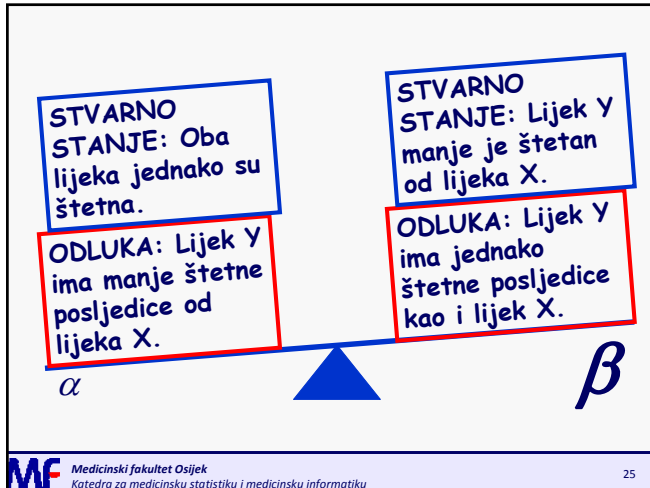 STVARNO
STANJE: Oba
lijeka jednako su
štetna.
ODLUKA: Lijek Y
ima manje štetne
posljedice od
lijeka X.
α
STVARNO
STANJE: Lijek Y
manje je štetan
od lijeka X.
ODLUKA: Lijek Y
ima jednako
štetne posljedice
kao i lijek X.
β
MF
Medicinski fakultet Osijek
Katedra za medicinsku statistiku i medicinsku informatiku
25